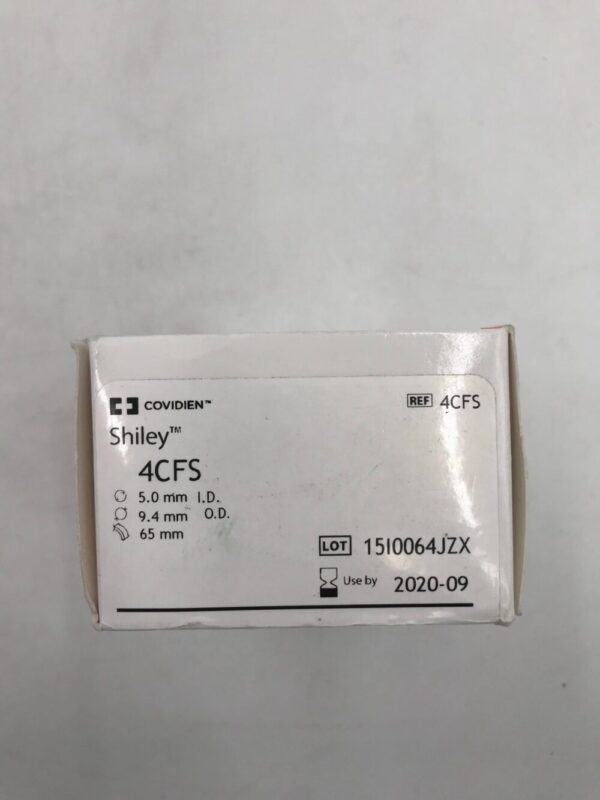 COVIDIEN™
REF 4CFS
Shiley™
4CFS
5.0 mm I.D.
9.4 mm O.D.
65 mm
LOT 15I0064JZX
Use by 2020-09